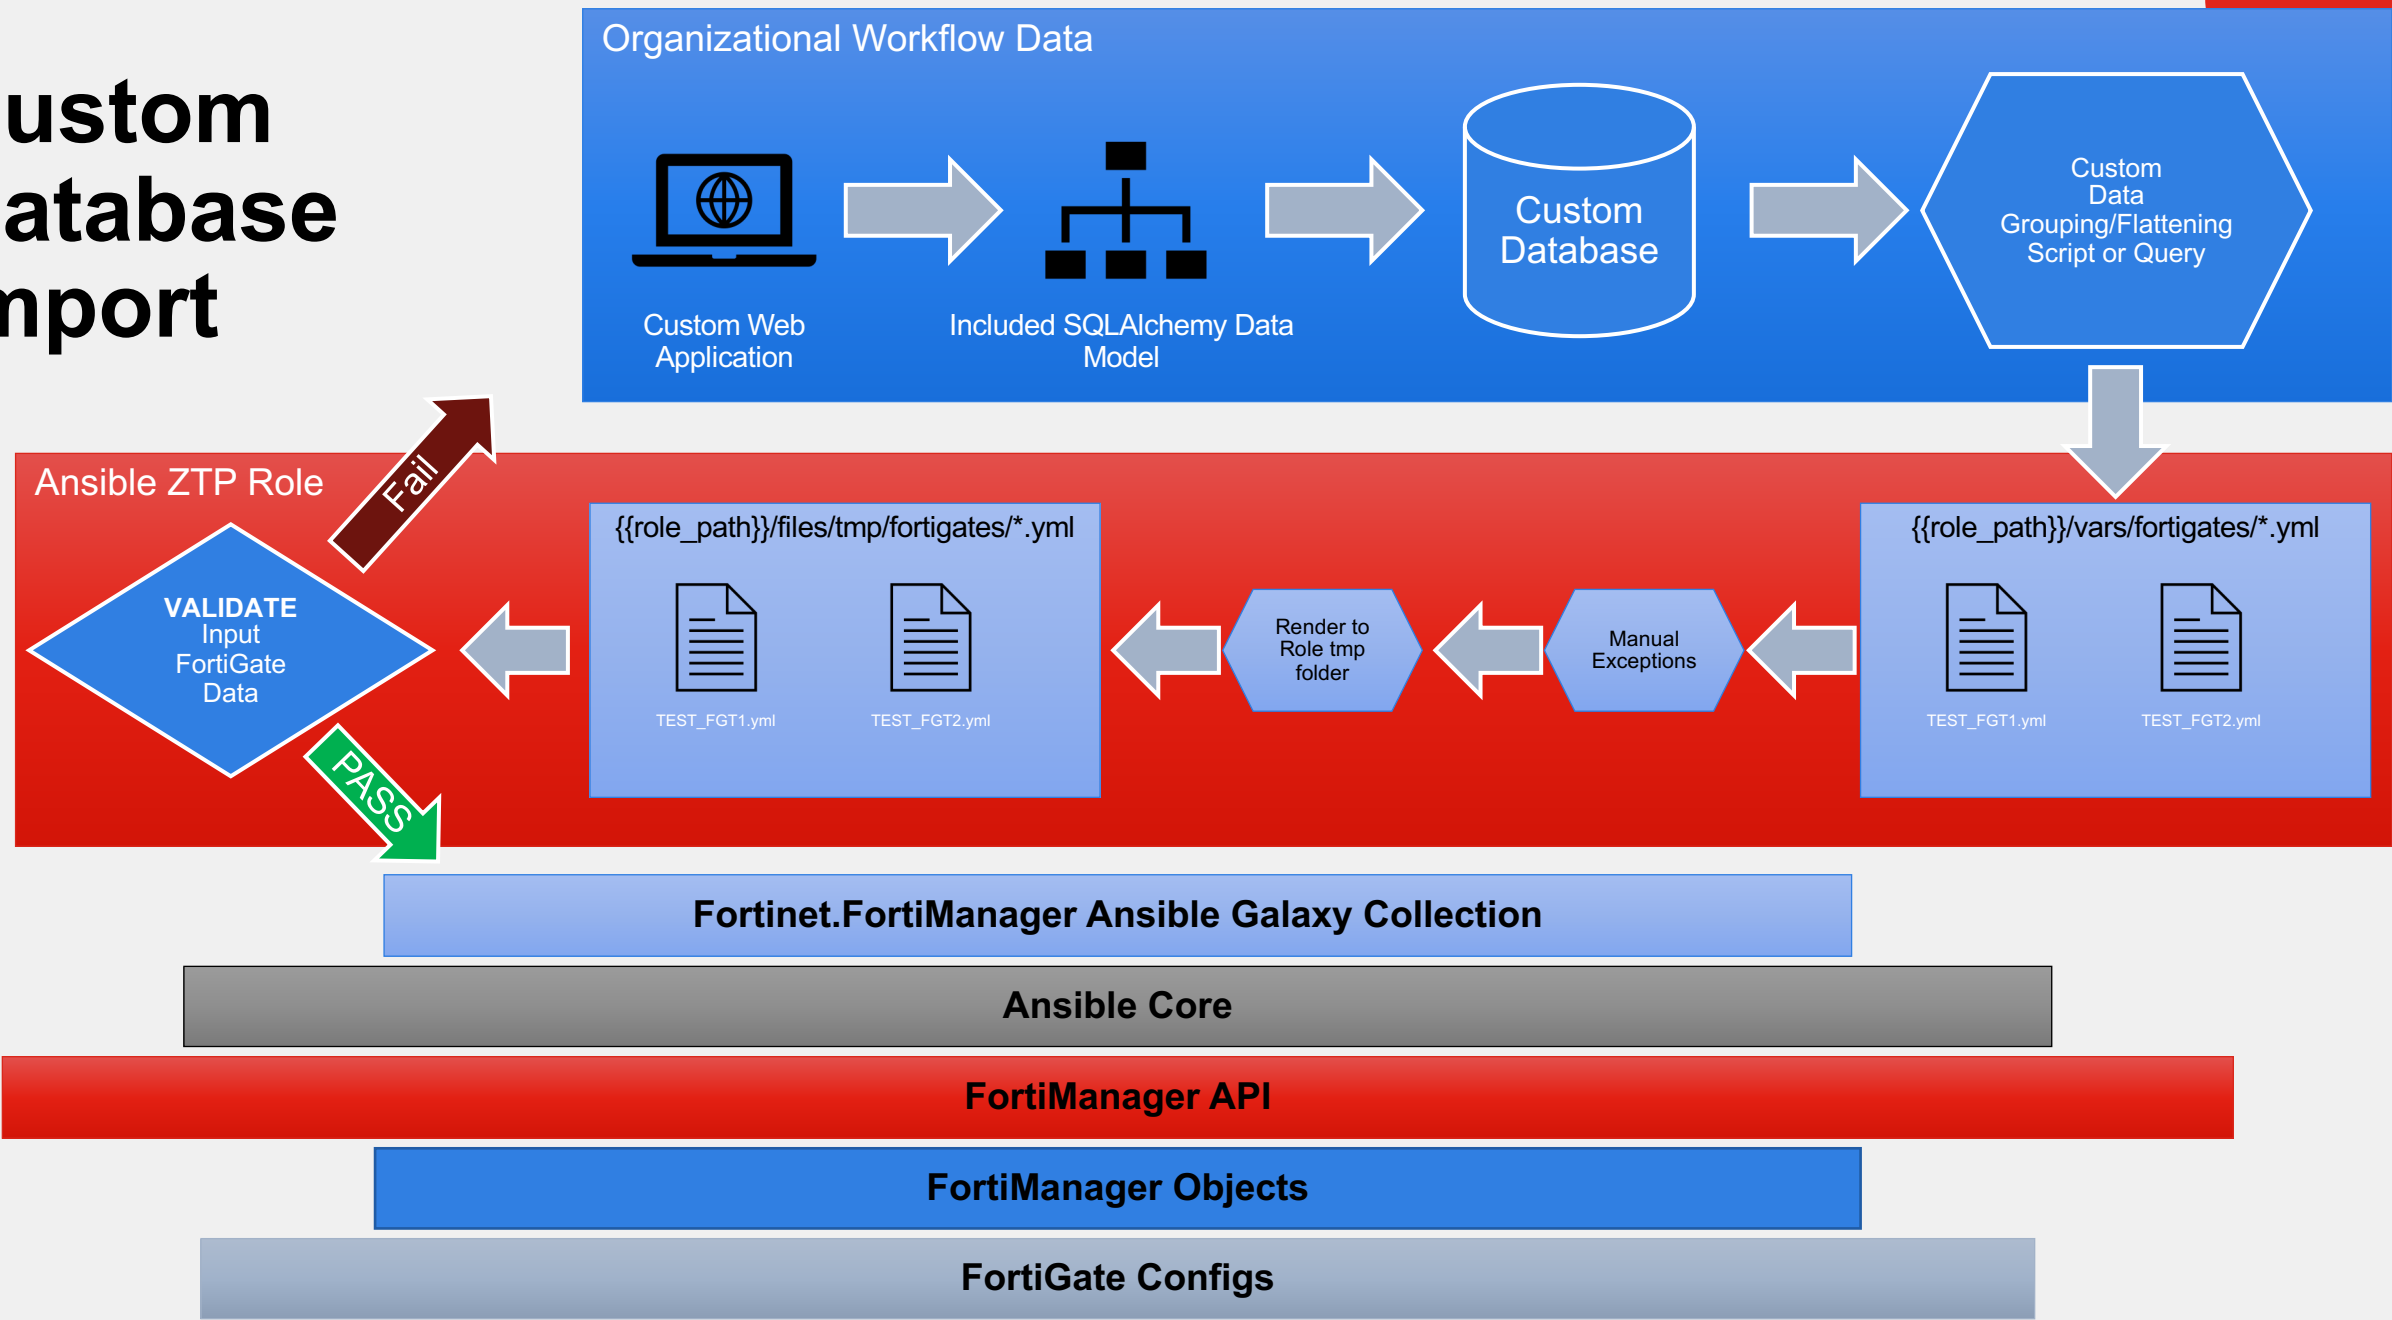 ustom
atabase
mport
Organizational Workflow Data
Custom Web
Application
Included SQLAlchemy Data
Model
Custom
Database
Custom
Data
Grouping/Flattening
Script or Query
Fail
Ansible ZTP Role
VALIDATE
Input
FortiGate
Data
PASS
{{role_path}}/files/tmp/fortigates/*.yml
TEST_FGT1.yml
TEST_FGT2.yml
Render to
Role tmp
folder
Manual
Exceptions
{{role_path}}/vars/fortigates/*.yml
TEST_FGT1.yml
TEST_FGT2.yml
Fortinet.FortiManager Ansible Galaxy Collection
Ansible Core
FortiManager API
FortiManager Objects
FortiGate Configs